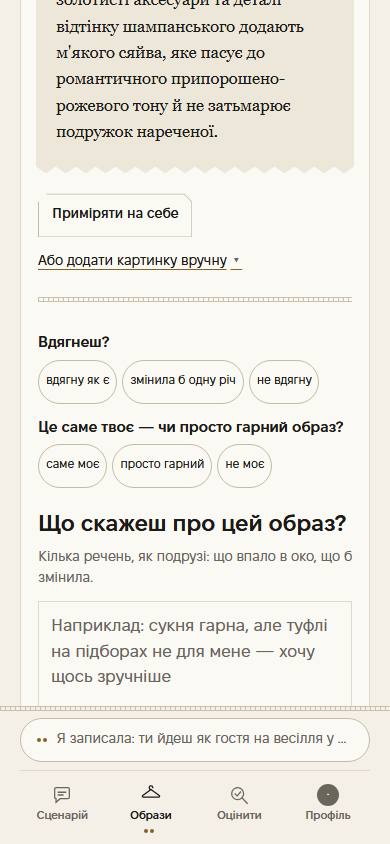 золотисті аксесуари та деталі
відтінку шампанського додають
м'якого сяйва, яке пасує до
романтичного припорошено-
рожевого тону й не затьмарює
подружок нареченої.
Приміряти на себе
Або додати картинку вручну ▾
Вдягнеш?
вдягну як є змінила б одну річ не вдягну
Це саме твоє — чи просто гарний образ?
саме моє просто гарний не моє
Що скажеш про цей образ?
Кілька речень, як подрузі: що впало в око, що б
змінила.
Наприклад: сукня гарна, але туфлі
на підборах не для мене — хочу
щось зручніше
Я записала: ти йдеш як гостя на весілля у ...
Сценарій Образи Оцінити Профіль